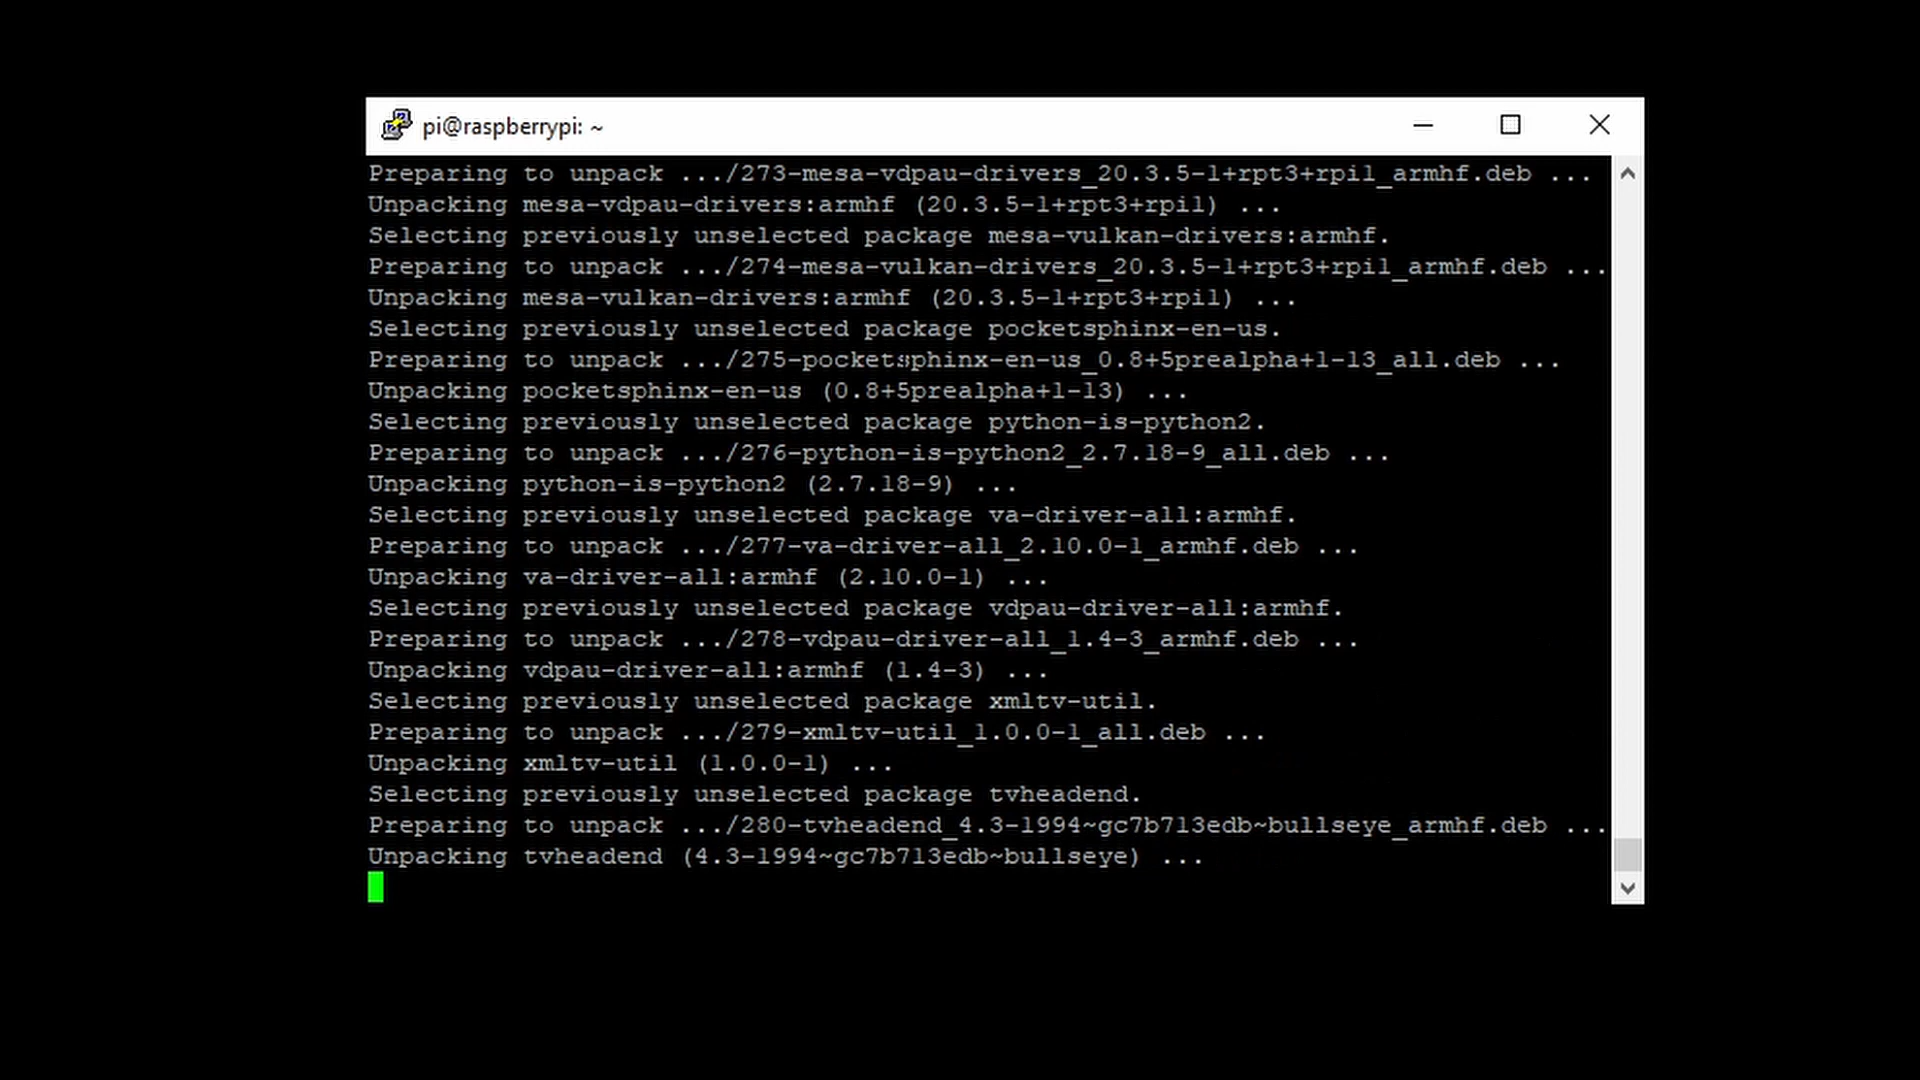 pi@raspberrypi: ~
Preparing to unpack .../273-mesa-vdpau-drivers_20.3.5-1+rpt3+rpi1_armhf.deb ...
Unpacking mesa-vdpau-drivers:armhf (20.3.5-1+rpt3+rpi1) ...
Selecting previously unselected package mesa-vulkan-drivers:armhf.
Preparing to unpack .../274-mesa-vulkan-drivers_20.3.5-1+rpt3+rpi1_armhf.deb ...
Unpacking mesa-vulkan-drivers:armhf (20.3.5-1+rpt3+rpi1) ...
Selecting previously unselected package pocketsphinx-en-us.
Preparing to unpack .../275-pocketsphinx-en-us_0.8+5prealpha+1-13_all.deb ...
Unpacking pocketsphinx-en-us (0.8+5prealpha+1-13) ...
Selecting previously unselected package python-is-python2.
Preparing to unpack .../276-python-is-python2_2.7.18-9_all.deb ...
Unpacking python-is-python2 (2.7.18-9) ...
Selecting previously unselected package va-driver-all:armhf.
Preparing to unpack .../277-va-driver-all_2.10.0-1_armhf.deb ...
Unpacking va-driver-all:armhf (2.10.0-1) ...
Selecting previously unselected package vdpau-driver-all:armhf.
Preparing to unpack .../278-vdpau-driver-all_1.4-3_armhf.deb ...
Unpacking vdpau-driver-all:armhf (1.4-3) ...
Selecting previously unselected package xmltv-util.
Preparing to unpack .../279-xmltv-util_1.0.0-1_all.deb ...
Unpacking xmltv-util (1.0.0-1) ...
Selecting previously unselected package tvheadend.
Preparing to unpack .../280-tvheadend_4.3-1994~gc7b713edb~bullseye_armhf.deb ...
Unpacking tvheadend (4.3-1994~gc7b713edb~bullseye) ...